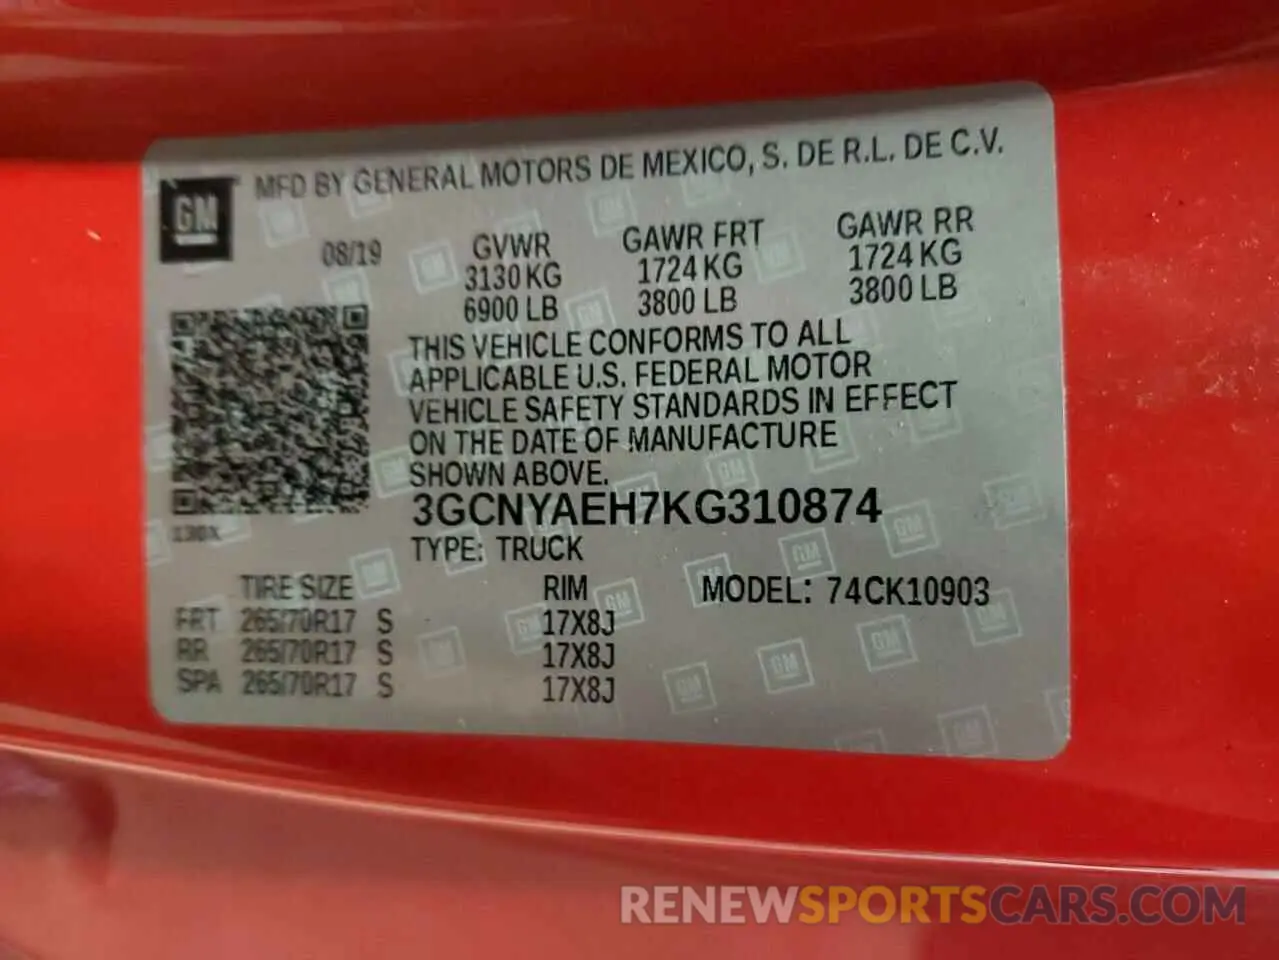 GM MFD BY GENERAL MOTORS DE MEXICO, S. DE R.L. DE C.V.
08/19 GVWR GAWR FRT GAWR RR
3130 KG 1724 KG 1724 KG
6900 LB 3800 LB 3800 LB
THIS VEHICLE CONFORMS TO ALL
APPLICABLE U.S. FEDERAL MOTOR
VEHICLE SAFETY STANDARDS IN EFFECT
ON THE DATE OF MANUFACTURE
SHOWN ABOVE.
3GCNYAEH7KG310874
130X
TYPE: TRUCK
TIRE SIZE RIM MODEL: 74CK10903
FRT 265/70R17 S 17X8J
RR 265/70R17 S 17X8J
SPA 265/70R17 S 17X8J
RENEWSPORTSCARS.COM